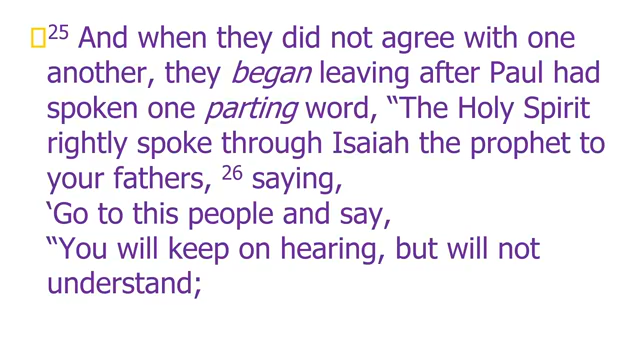 25 And when they did not agree with one
another, they began leaving after Paul had
spoken one parting word, “The Holy Spirit
rightly spoke through Isaiah the prophet to
your fathers, 26 saying,
‘Go to this people and say,
“You will keep on hearing, but will not
understand;